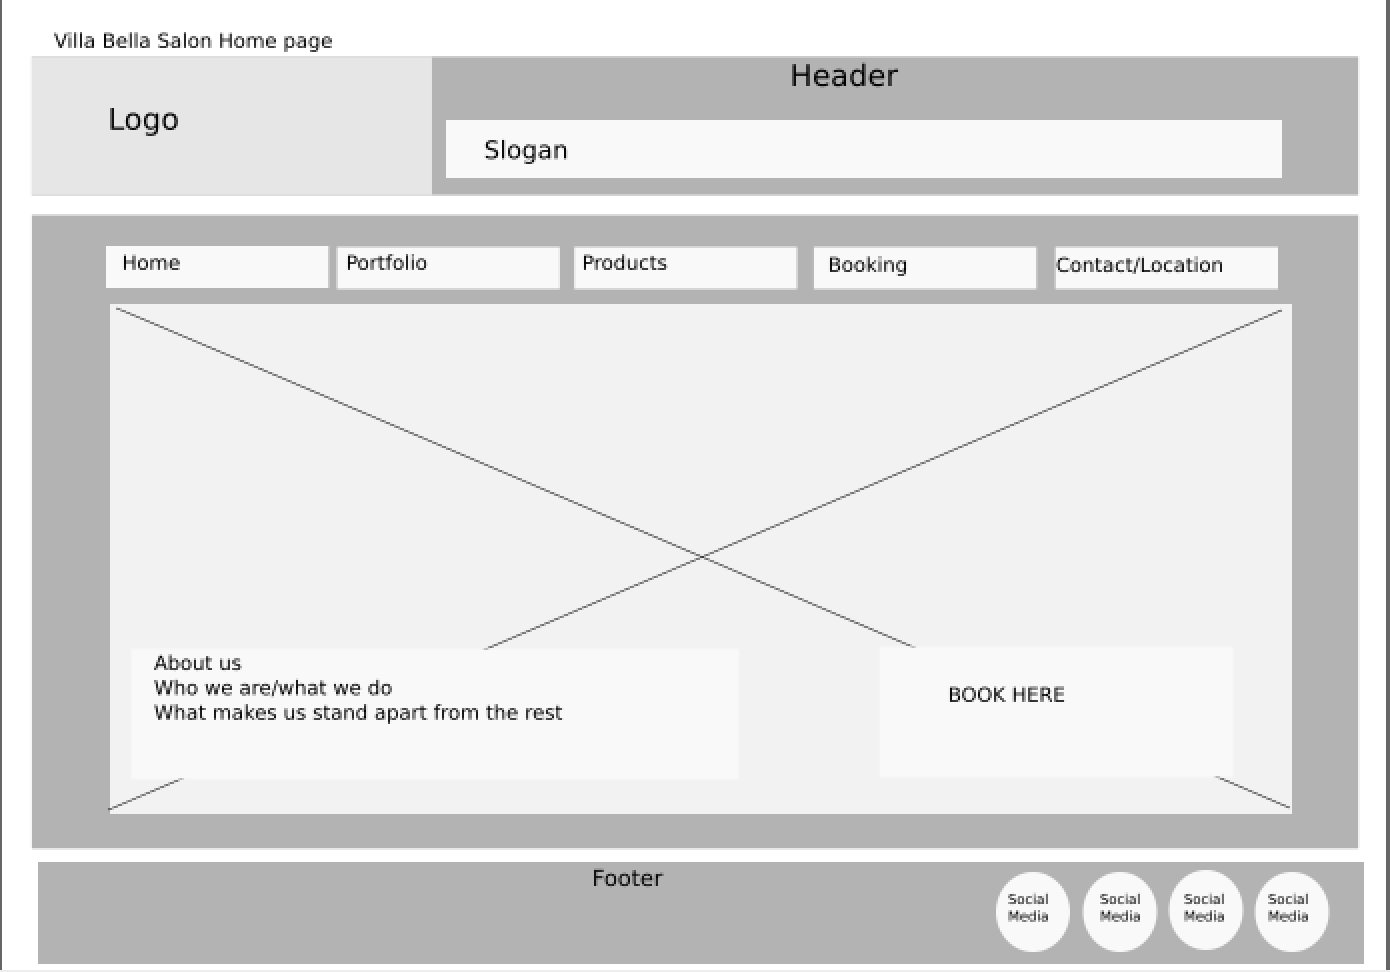 Villa Bella Salon Home page
Header
Logo
Slogan
Home
Portfolio
Products
Booking
Contact/Location
About us
Who we are/what we do
What makes us stand apart from the rest
BOOK HERE
Footer
Social
Media
Social
Media
Social
Media
Social
Media